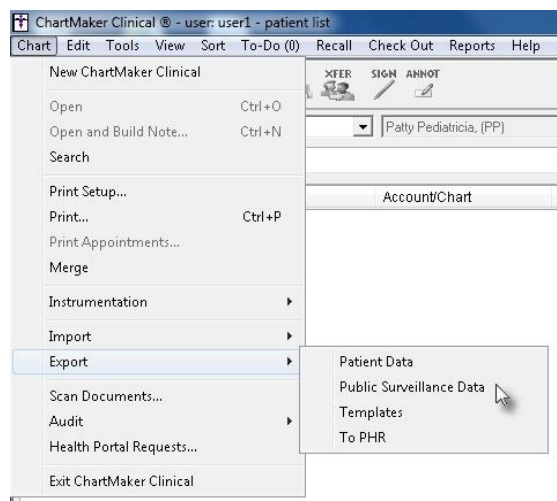 ChartMaker Clinical ® - user: user1 - patient list
Chart Edit Tools View Sort To-Do (0) Recall Check Out Reports Help
XFER SIGN ANNOT
Patty Pediatricia, (PP)
Account/Chart
New ChartMaker Clinical
Open Ctrl+O
Open and Build Note... Ctrl+N
Search
Print Setup...
Print... Ctrl+P
Print Appointments...
Merge
Instrumentation
Import
Export
Patient Data
Public Surveillance Data
Templates
To PHR
Scan Documents...
Audit
Health Portal Requests...
Exit ChartMaker Clinical